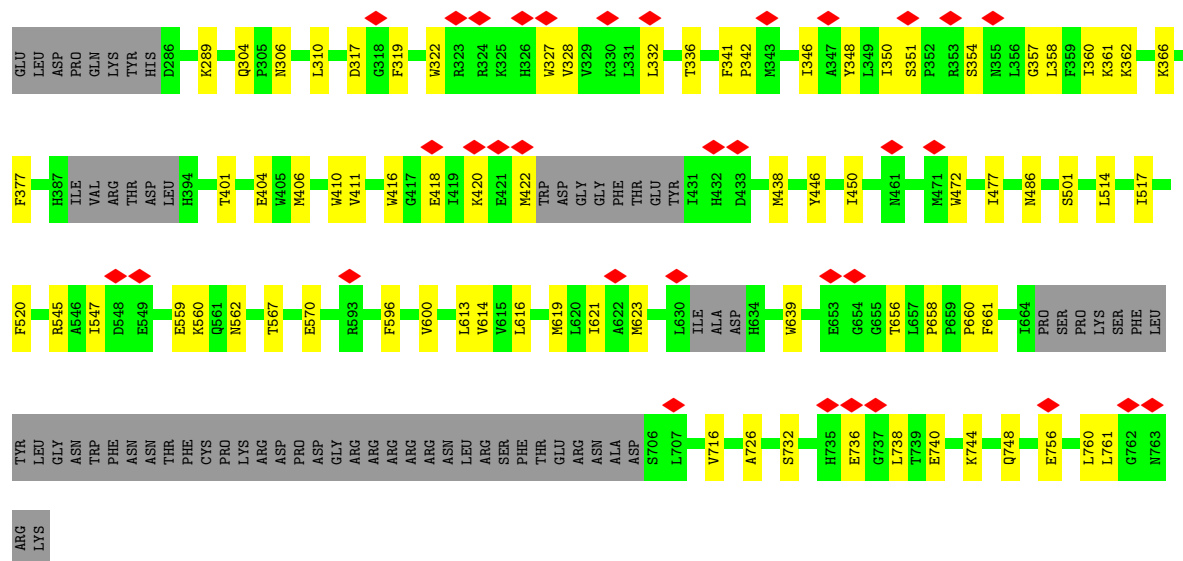 GLU LEU ASP PRO GLN LYS TYR HIS D286 K289 Q304 P305 N306 L310 D317 G318 F319 W322 R323 R324 K325 H326 W327 V328 V329 K330 L331 L332 T336 F341 P342 M343 I346 A347 Y348 L349 I350 S351 P352 R353 S354 N355 L356 G357 L358 F359 I360 K361 K362 K366
F377 H387 ILE VAL ARG THR ASP LEU H394 T401 E404 W405 M406 W410 V411 W416 G417 E418 I419 K420 E421 M422 TRP ASP GLY GLY PHE THR GLU TYR I431 H432 D433 M438 Y446 I450 N461 M471 W472 I477 N486 S501 L514 I517
F520 R545 A546 I547 D548 E549 E559 K560 Q561 N562 T567 E570 R593 F596 V600 L613 V614 V615 L616 M619 L620 I621 A622 M623 L630 ILE ALA ASP H634 W639 E653 G654 G655 T656 L657 P658 P659 P660 F661 I664 PRO SER PRO LYS SER PHE LEU
TYR LEU GLY ASN TRP PHE ASN ASN THR PHE CYS PRO LYS ARG ASP PRO ASP GLY ARG ARG ARG ARG ARG ASN LEU ARG SER PHE THR GLU ARG ASN ALA ASP S706 L707 V716 A726 S732 H735 E736 G737 L738 T739 E740 K744 Q748 E756 L760 L761 G762 N763
ARG LYS